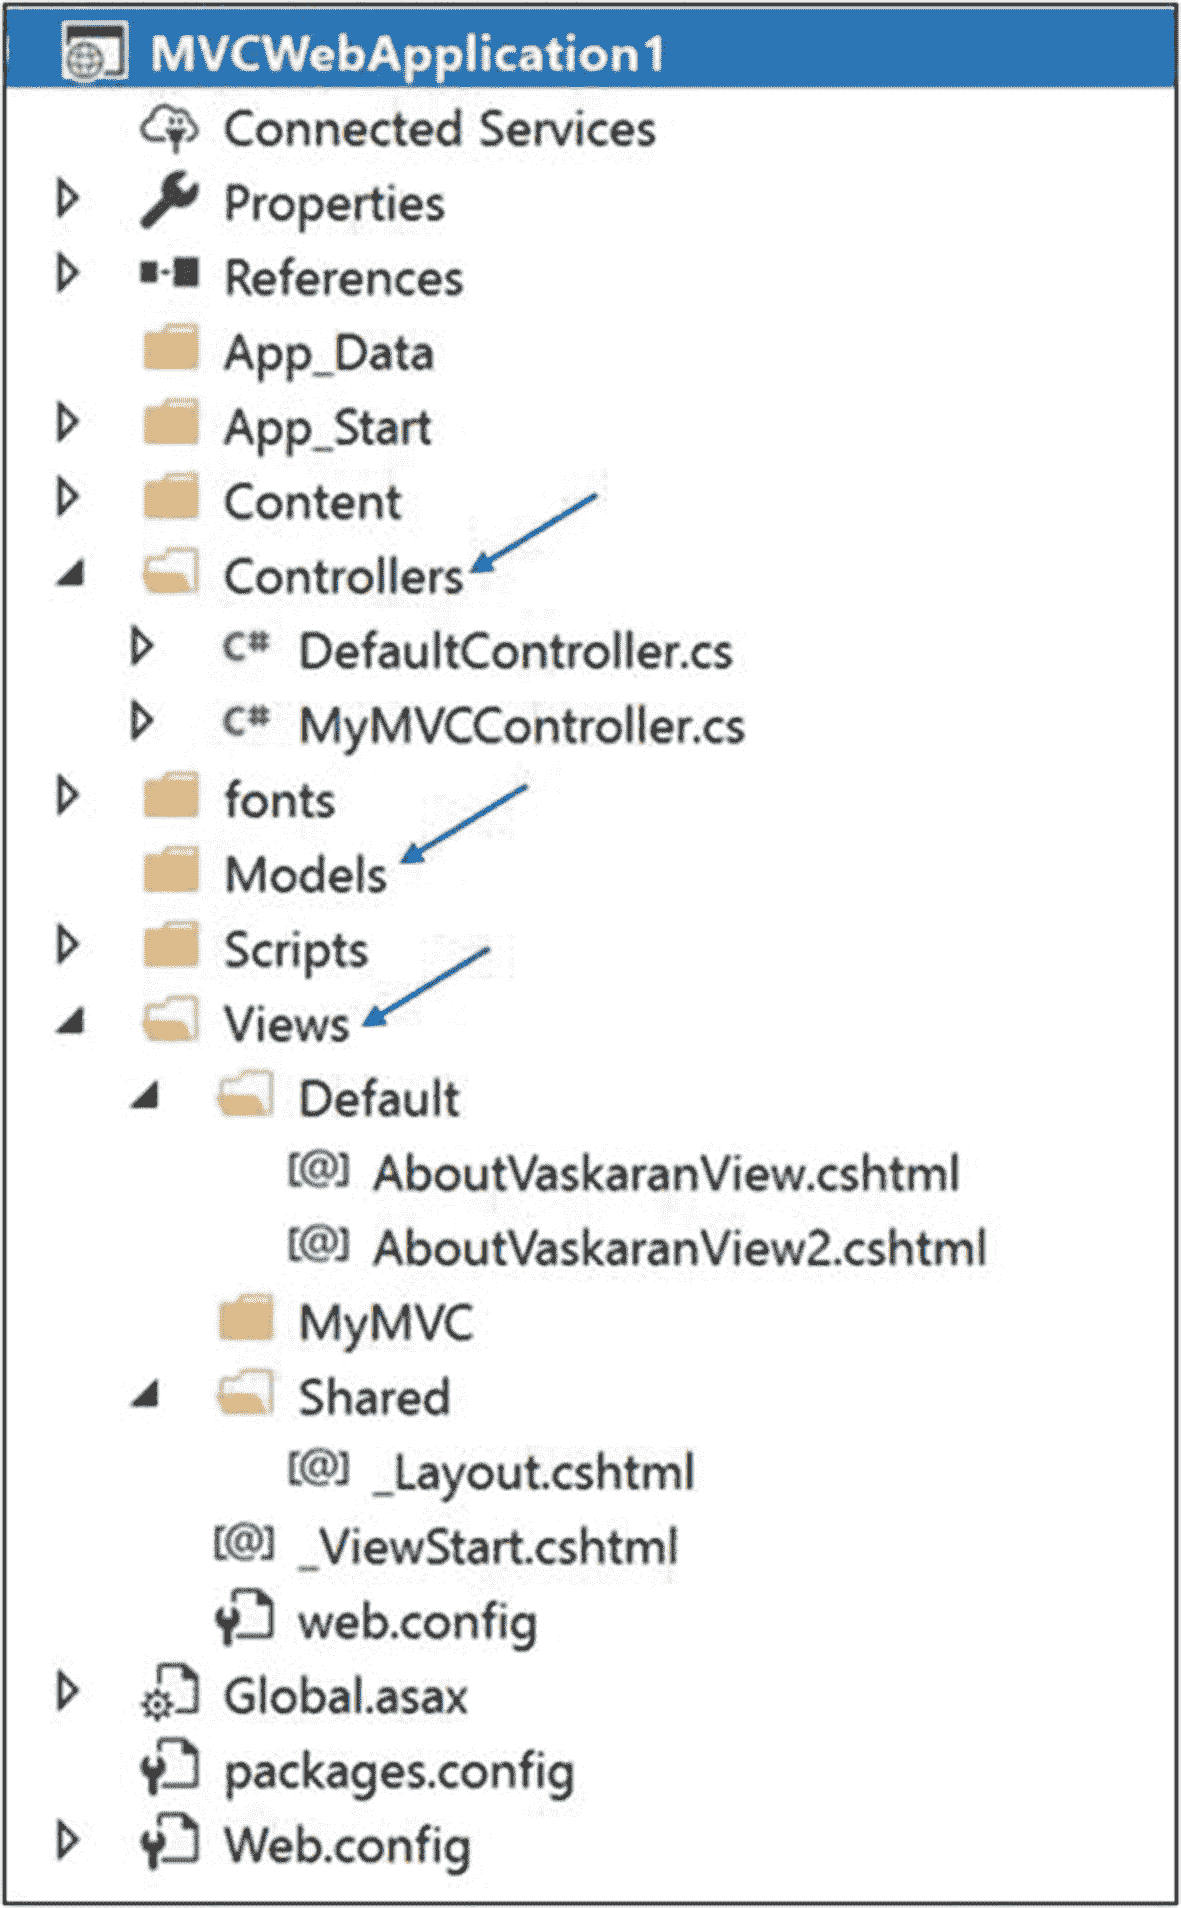 MVCWebApplication1
Connected Services
Properties
References
App_Data
App_Start
Content
Controllers
C# DefaultController.cs
C# MyMVCController.cs
fonts
Models
Scripts
Views
Default
[@] AboutVaskaranView.cshtml
[@] AboutVaskaranView2.cshtml
MyMVC
Shared
[@] _Layout.cshtml
[@] _ViewStart.cshtml
web.config
Global.asax
packages.config
Web.config